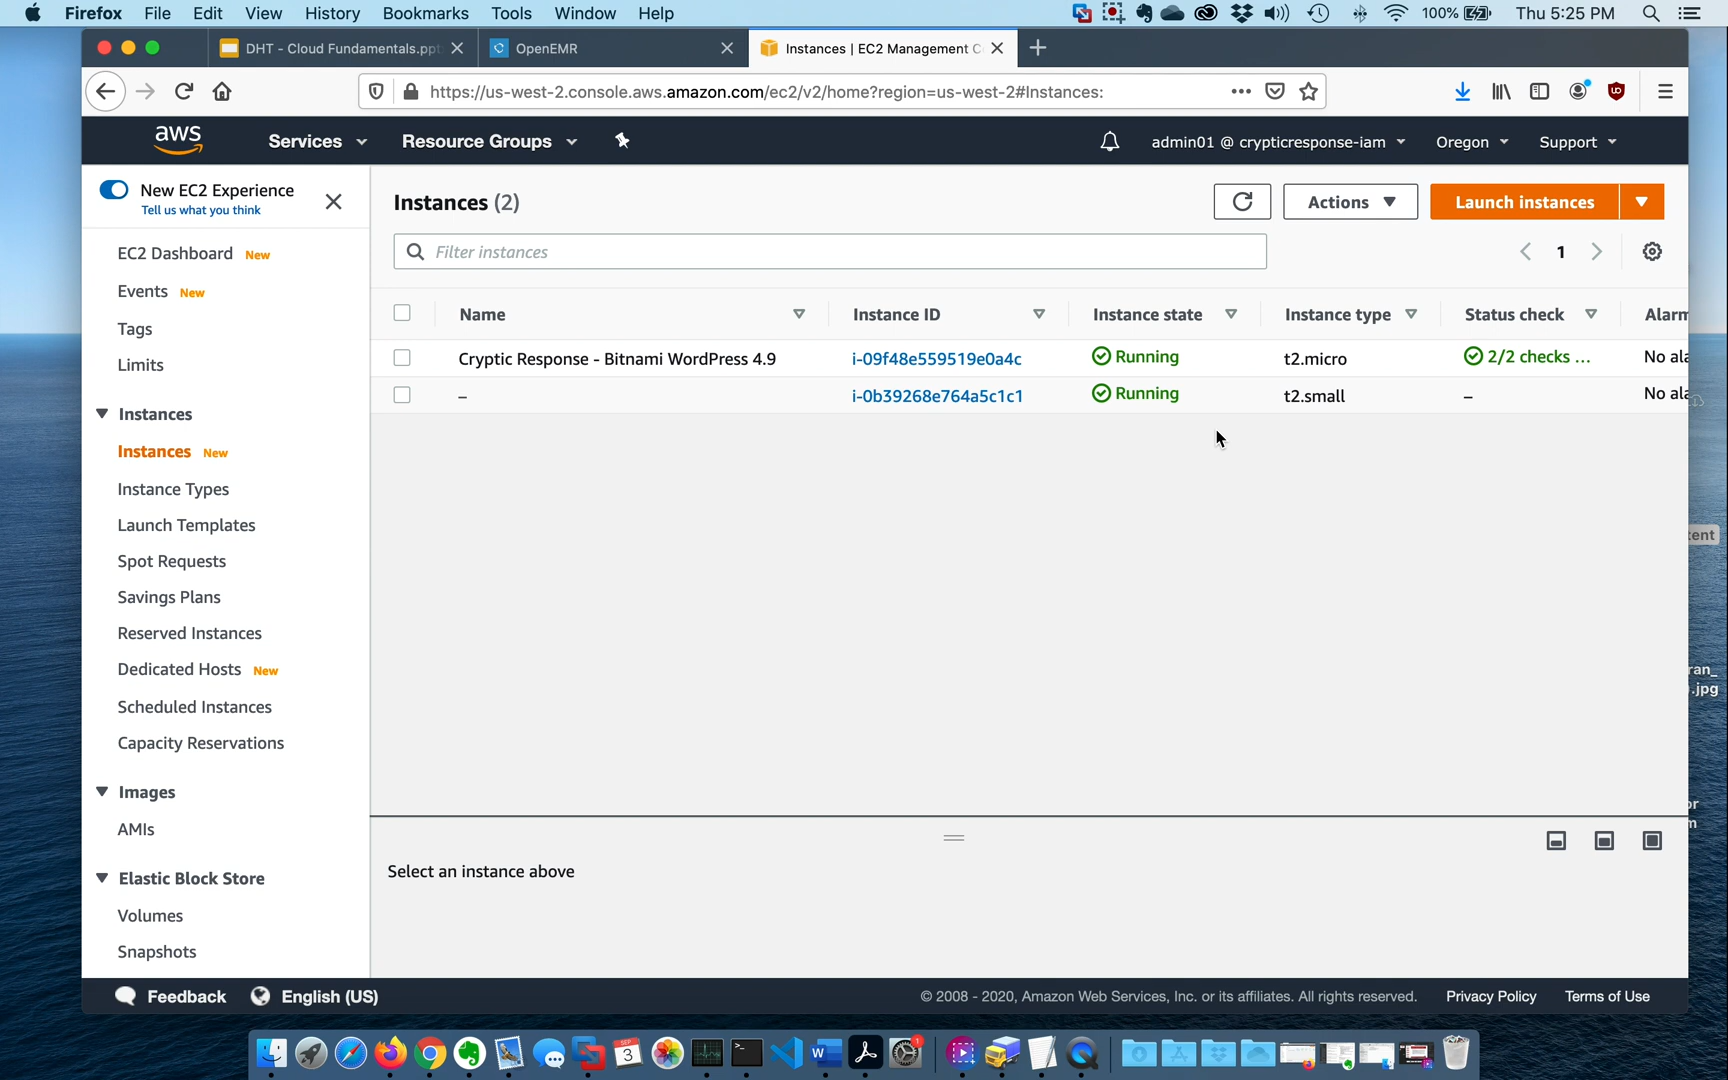 Firefox File Edit View History Bookmarks Tools Window Help 100% Thu 5:25 PM
DHT - Cloud Fundamentals.ppt OpenEMR Instances | EC2 Management C
https://us-west-2.console.aws.amazon.com/ec2/v2/home?region=us-west-2#Instances:
aws Services Resource Groups admin01 @ crypticresponse-iam Oregon Support
New EC2 Experience
Tell us what you think
Instances (2) Actions Launch instances
EC2 Dashboard New
Filter instances 1
Events New
Tags
Limits
Name Instance ID Instance state Instance type Status check Alarm
Cryptic Response - Bitnami WordPress 4.9 i-09f48e559519e0a4c Running t2.micro 2/2 checks ... No ala
– i-0b39268e764a5c1c1 Running t2.small – No ala
Instances
Instances New
Instance Types
Launch Templates
Spot Requests
Savings Plans
Reserved Instances
Dedicated Hosts New
Scheduled Instances
Capacity Reservations
Images
AMIs
Elastic Block Store
Volumes
Snapshots
Select an instance above
tent
ran_
.jpg
Feedback English (US) © 2008 - 2020, Amazon Web Services, Inc. or its affiliates. All rights reserved. Privacy Policy Terms of Use
SEP
3
1